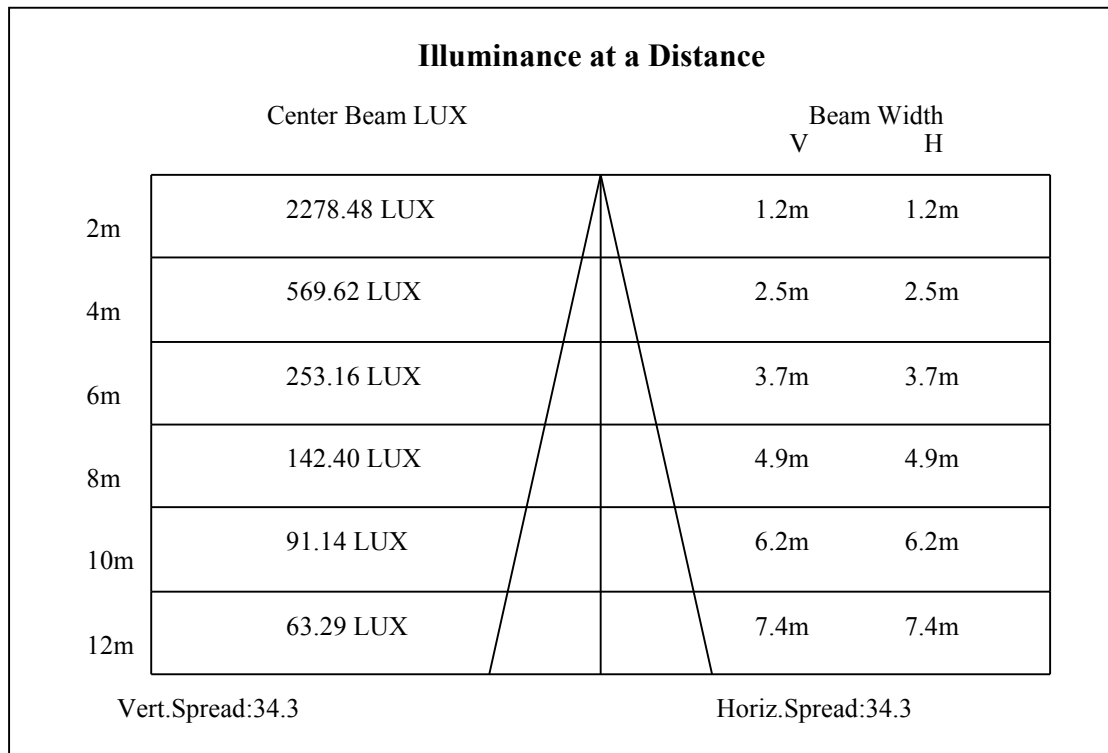 Illuminance at a Distance
Center Beam LUX Beam Width
V H
2m 2278.48 LUX 1.2m 1.2m
4m 569.62 LUX 2.5m 2.5m
6m 253.16 LUX 3.7m 3.7m
8m 142.40 LUX 4.9m 4.9m
10m 91.14 LUX 6.2m 6.2m
12m 63.29 LUX 7.4m 7.4m
Vert.Spread:34.3 Horiz.Spread:34.3